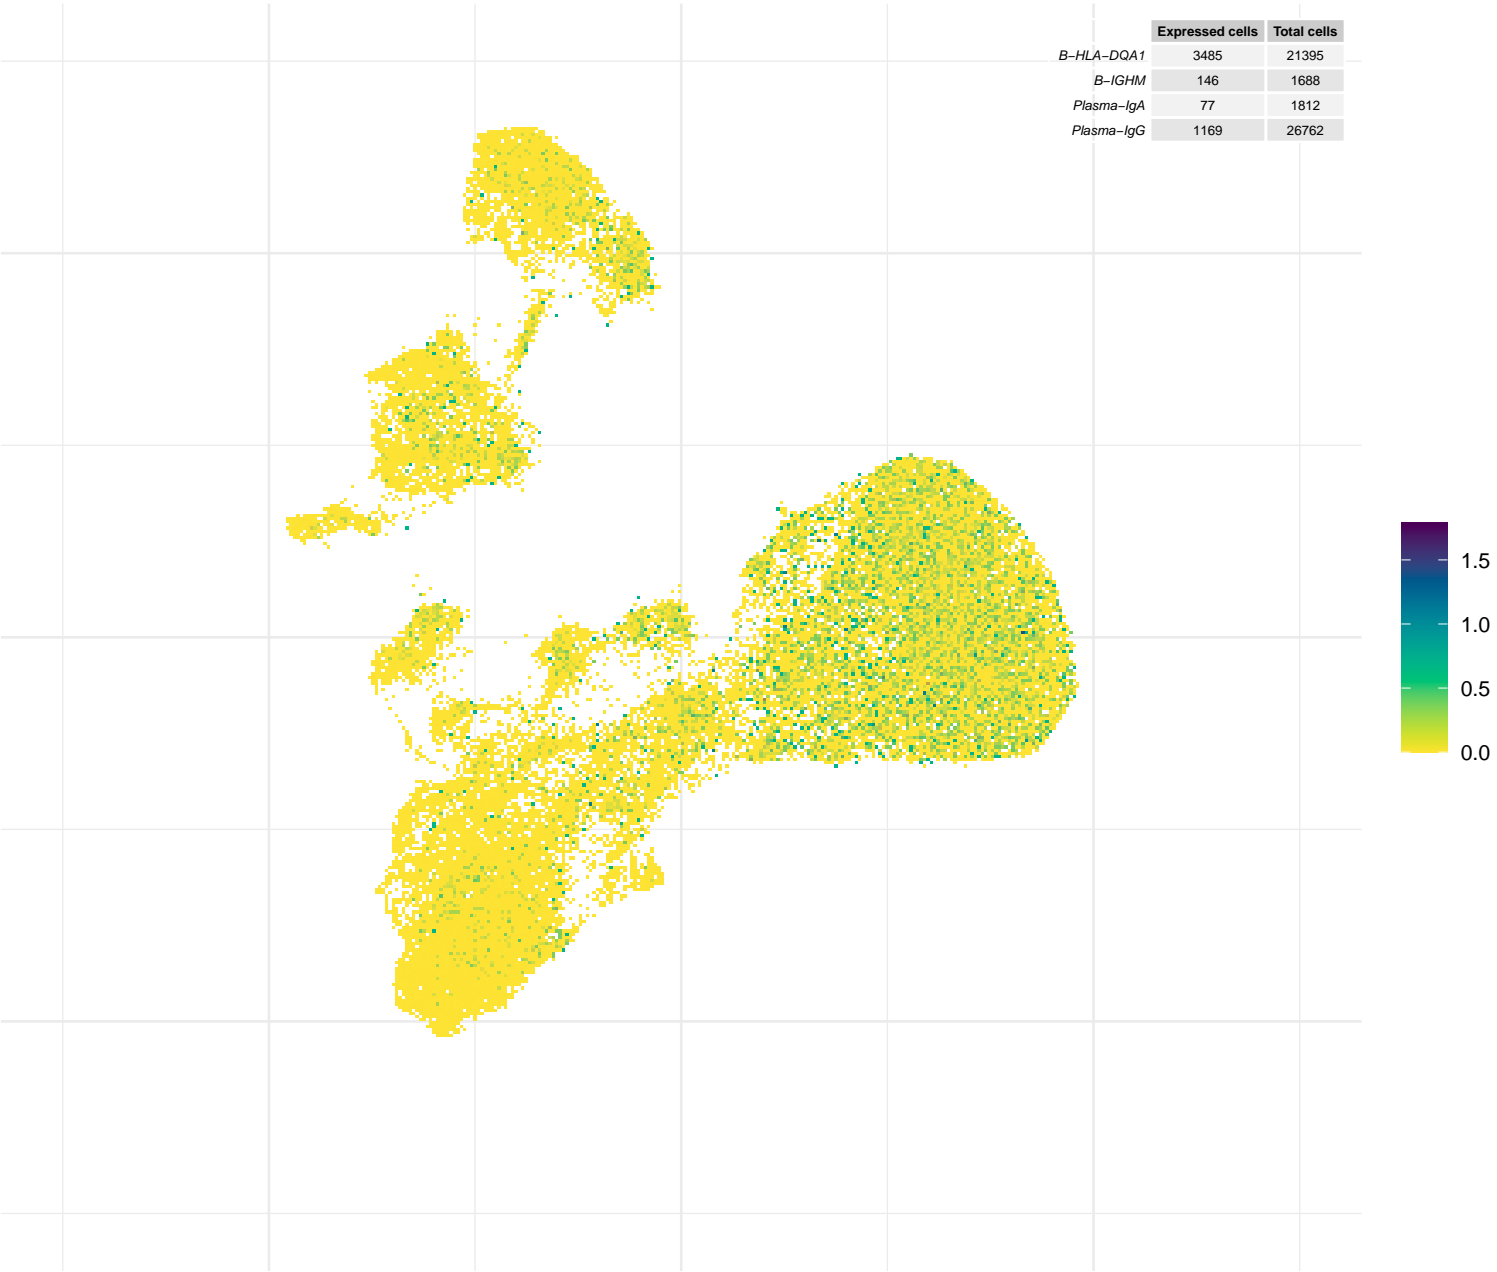 Expressed cells Total cells
B−HLA−DQA1 3485 21395
B−IGHM 146 1688
Plasma−IgA 77 1812
Plasma−IgG 1169 26762
1.5
1.0
0.5
0.0